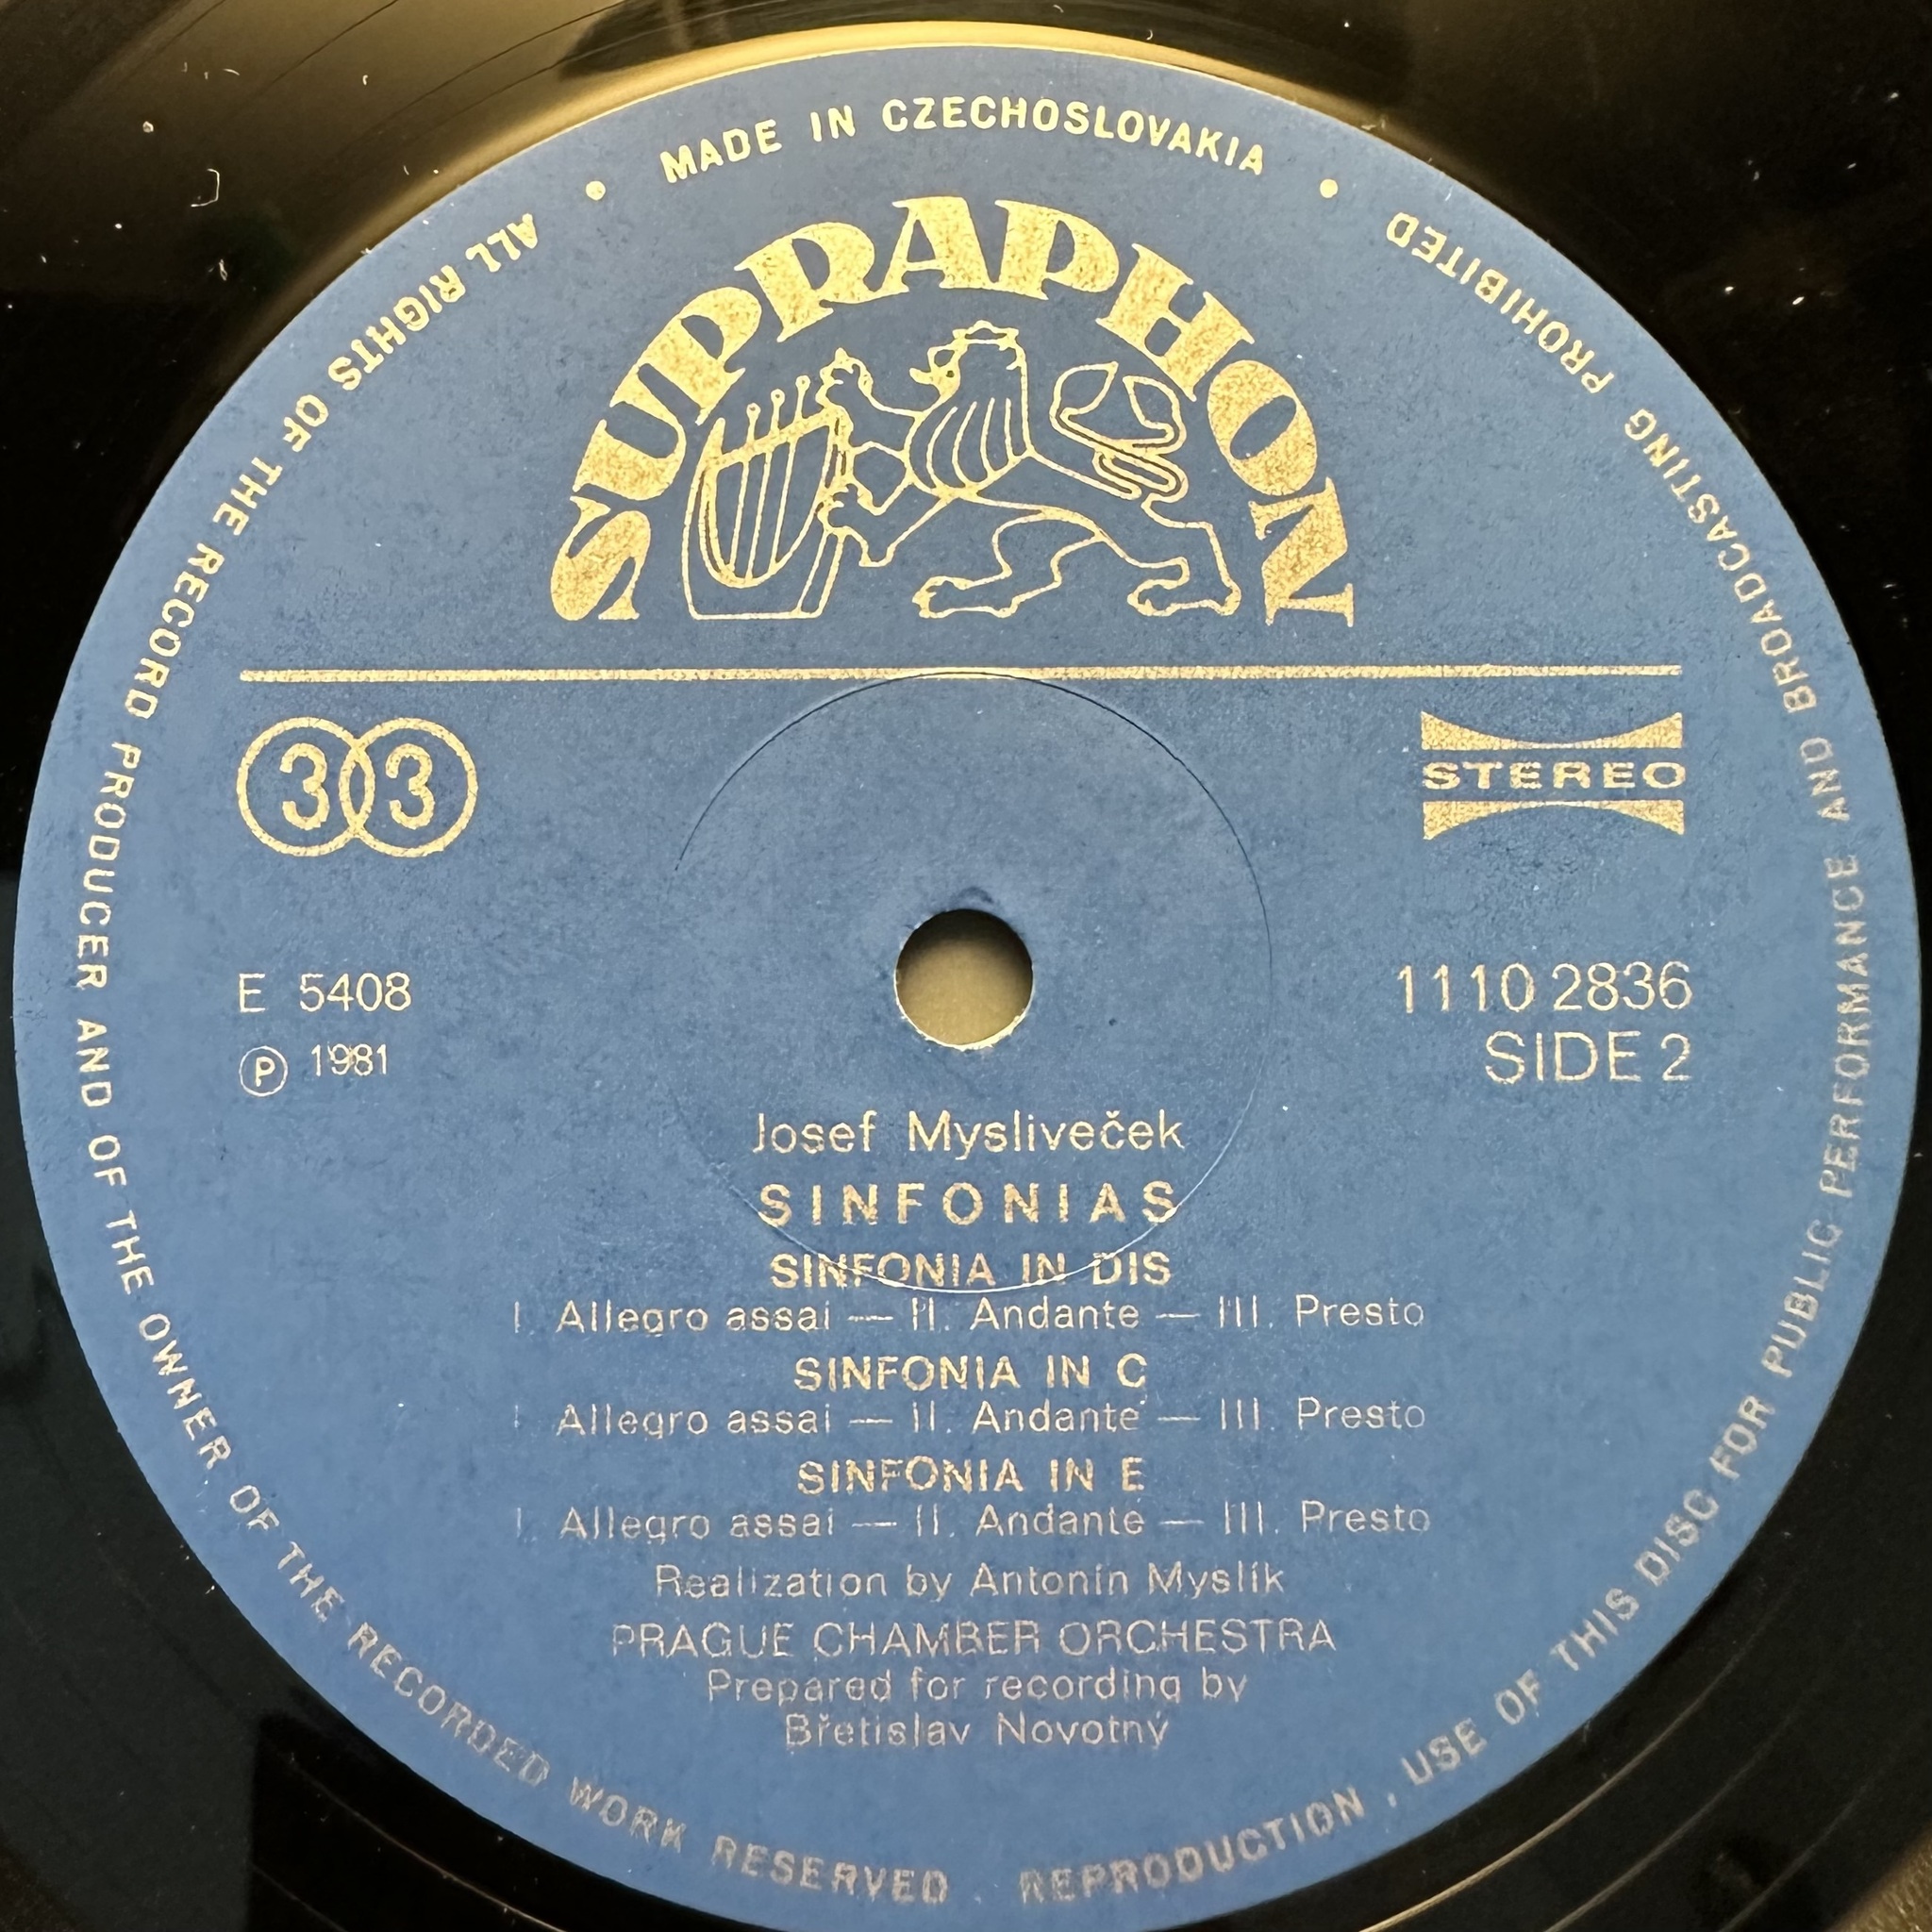 MADE IN CZECHOSLOVAKIA
SUPRAPHON
33
STEREO
E 5408
℗ 1981
1110 2836
SIDE 2
Josef Mysliveček
SINFONIAS
SINFONIA IN DIS
I. Allegro assai — II. Andante — III. Presto
SINFONIA IN C
I. Allegro assai — II. Andante — III. Presto
SINFONIA IN E
I. Allegro assai — II. Andante — III. Presto
Realization by Antonín Myslík
PRAGUE CHAMBER ORCHESTRA
Prepared for recording by
Břetislav Novotný
ALL RIGHTS OF THE RECORD PRODUCER AND OF THE OWNER OF THE RECORDED WORK RESERVED . REPRODUCTION , USE OF THIS DISC FOR PUBLIC PERFORMANCE AND BROADCASTING PROHIBITED